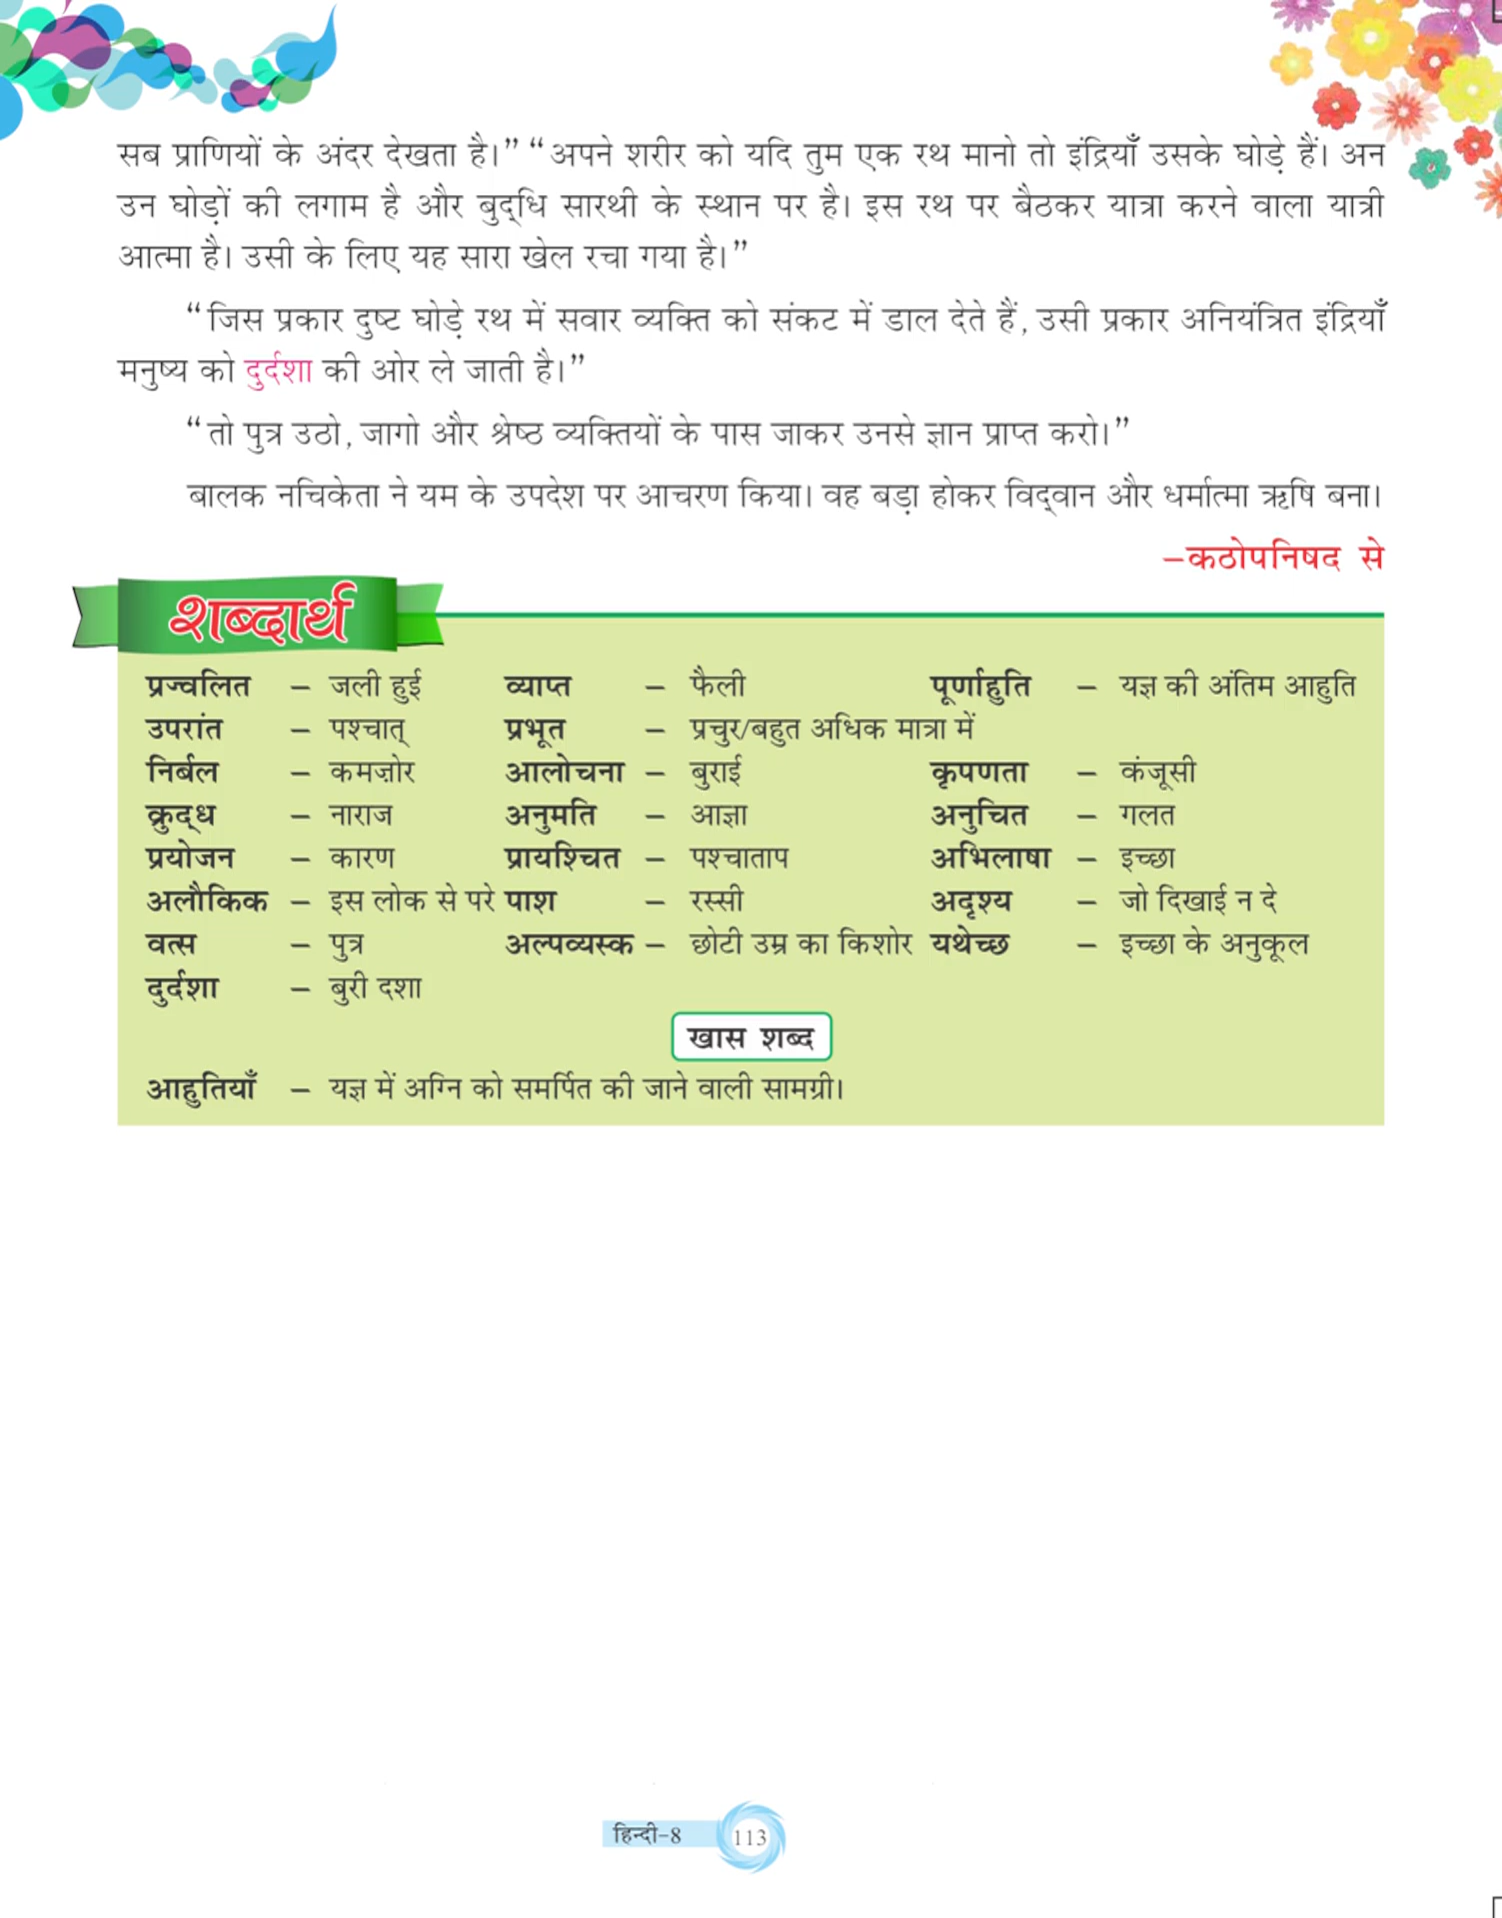 सब प्राणियों के अंदर देखता है।” “अपने शरीर को यदि तुम एक रथ मानो तो इंद्रियाँ उसके घोड़े हैं। अन
उन घोड़ों की लगाम है और बुद्‌धि सारथी के स्थान पर है। इस रथ पर बैठकर यात्रा करने वाला यात्री
आत्मा है। उसी के लिए यह सारा खेल रचा गया है।”
“जिस प्रकार दुष्ट घोड़े रथ में सवार व्यक्ति को संकट में डाल देते हैं, उसी प्रकार अनियंत्रित इंद्रियाँ
मनुष्य को दुर्दशा की ओर ले जाती है।”
“तो पुत्र उठो, जागो और श्रेष्ठ व्यक्तियों के पास जाकर उनसे ज्ञान प्राप्त करो।”
बालक नचिकेता ने यम के उपदेश पर आचरण किया। वह बड़ा होकर विद्‌वान और धर्मात्मा ऋषि बना।
–कठोपनिषद से
शब्दार्थ
प्रज्वलित – जली हुई व्याप्त – फैली पूर्णाहुति – यज्ञ की अंतिम आहुति
उपरांत – पश्चात् प्रभूत – प्रचुर/बहुत अधिक मात्रा में
निर्बल – कमज़ोर आलोचना – बुराई कृपणता – कंजूसी
क्रुद्‌ध – नाराज अनुमति – आज्ञा अनुचित – गलत
प्रयोजन – कारण प्रायश्चित – पश्चाताप अभिलाषा – इच्छा
अलौकिक – इस लोक से परे पाश – रस्सी अदृश्य – जो दिखाई न दे
वत्स – पुत्र अल्पव्यस्क – छोटी उम्र का किशोर यथेच्छ – इच्छा के अनुकूल
दुर्दशा – बुरी दशा
खास शब्द
आहुतियाँ – यज्ञ में अग्नि को समर्पित की जाने वाली सामग्री।
हिन्दी-8 113